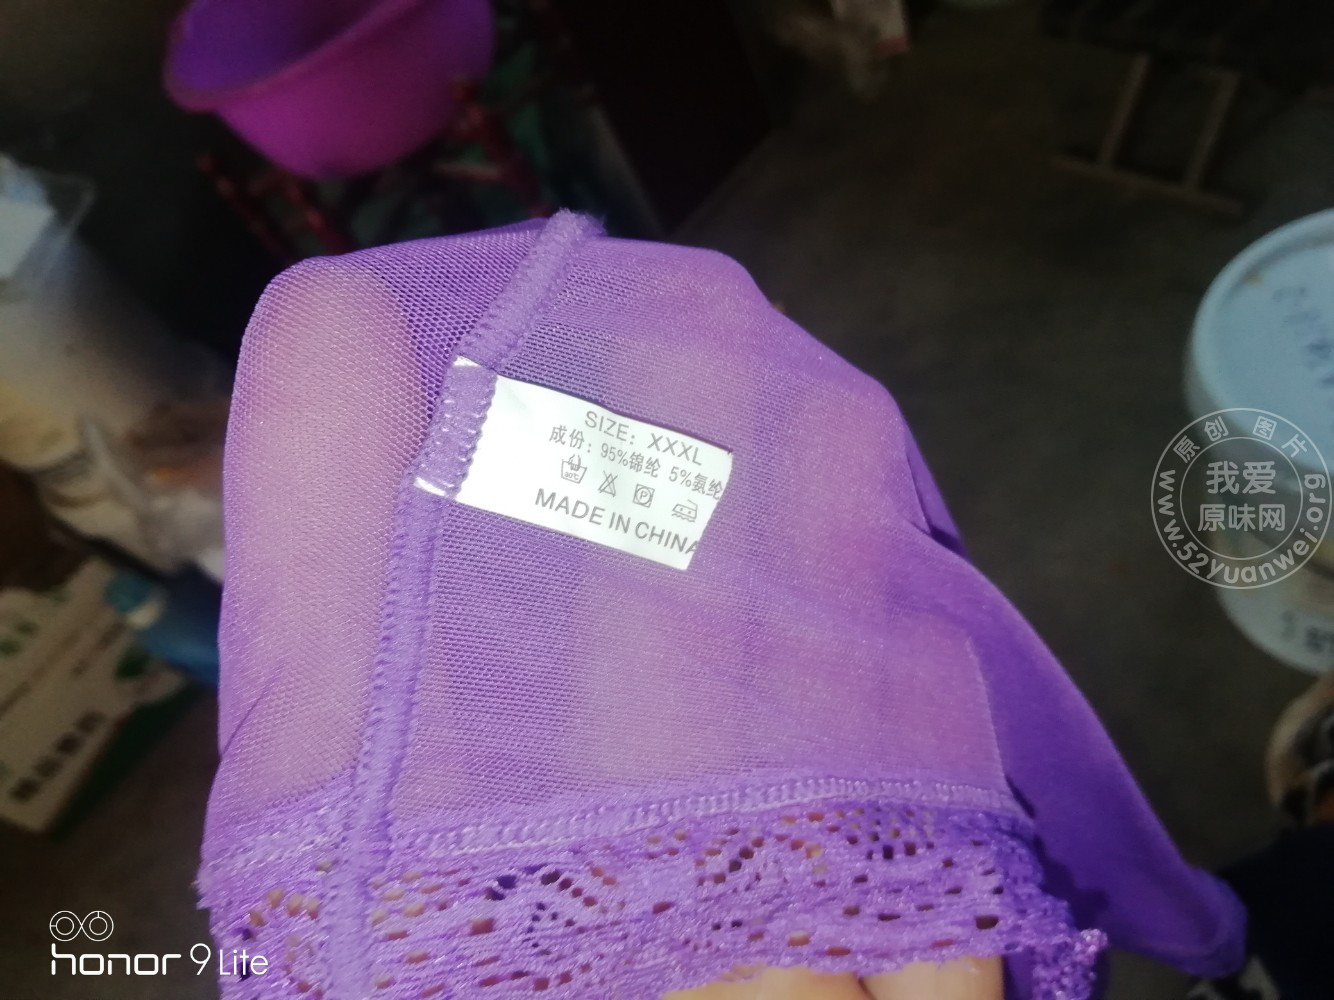 SIZE: XXXL
成份: 95%锦纶 5%氨纶
30℃
P
MADE IN CHINA
原创图片
我爱
原味网
www.52yuanwei.org
honor 9 Lite